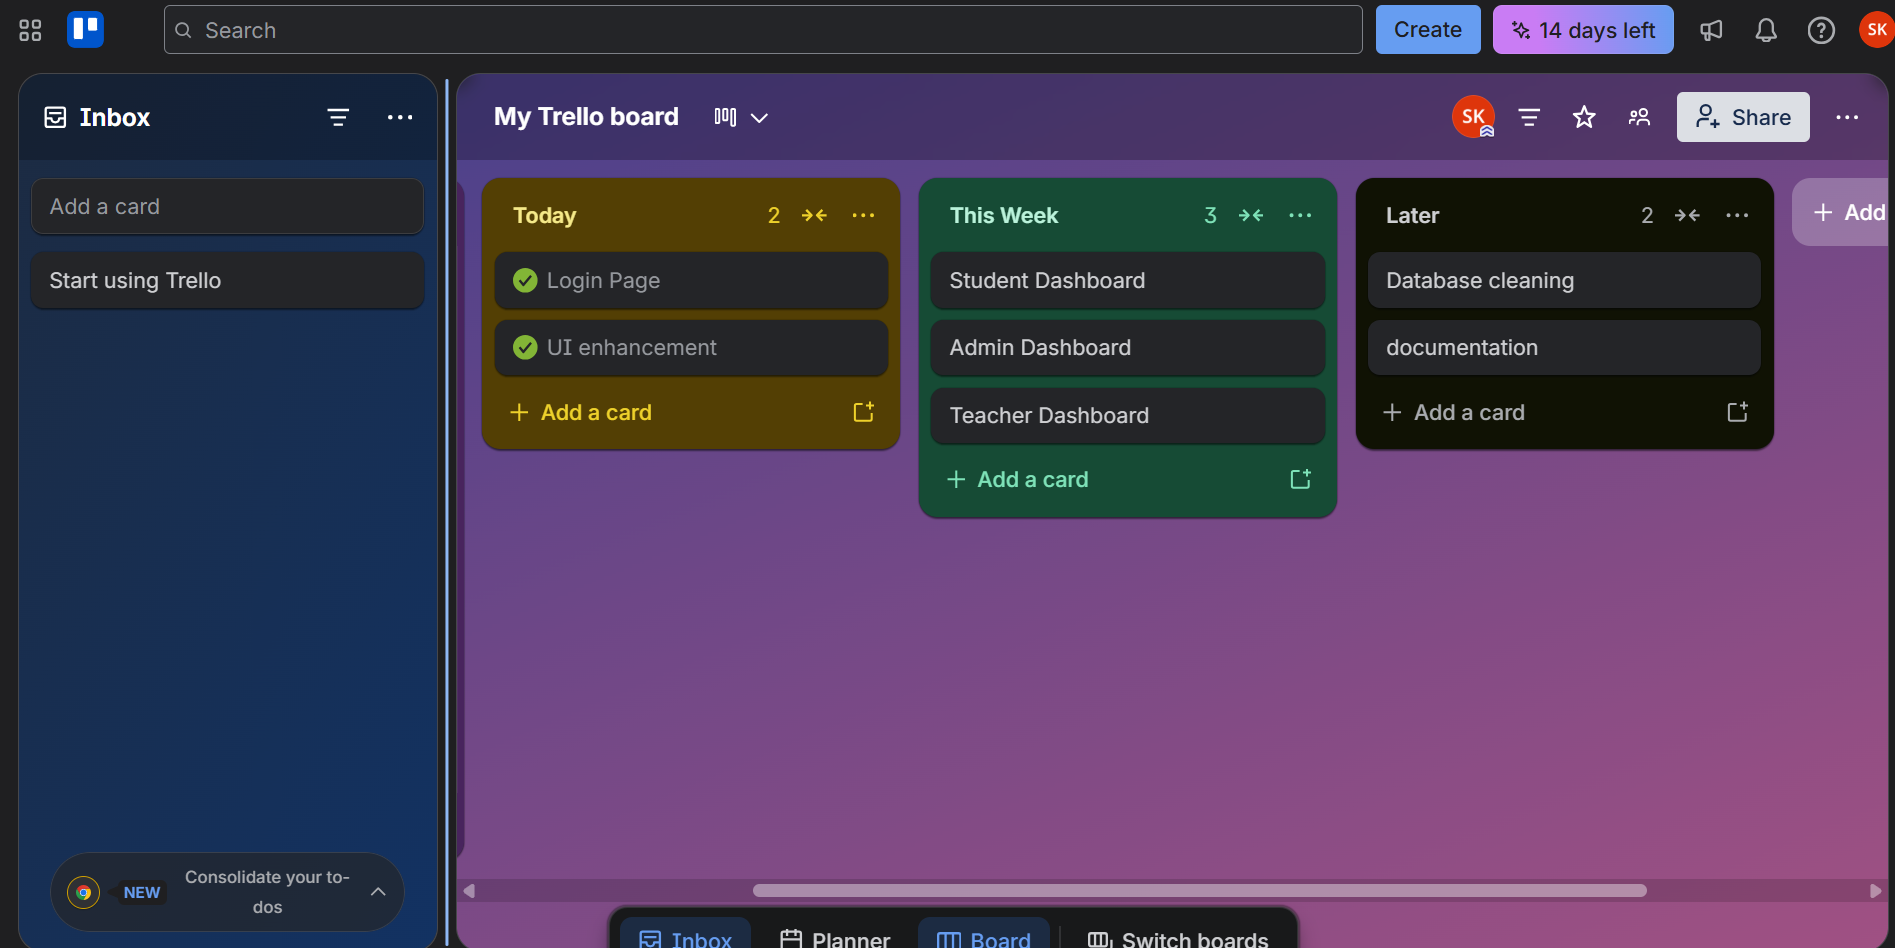 Search
Create
14 days left
SK
Inbox
Add a card
Start using Trello
NEW
Consolidate your to-
dos
My Trello board
SK
Share
Today
2
Login Page
UI enhancement
Add a card
This Week
3
Student Dashboard
Admin Dashboard
Teacher Dashboard
Add a card
Later
2
Database cleaning
documentation
Add a card
Add
Inbox
Planner
Board
Switch boards